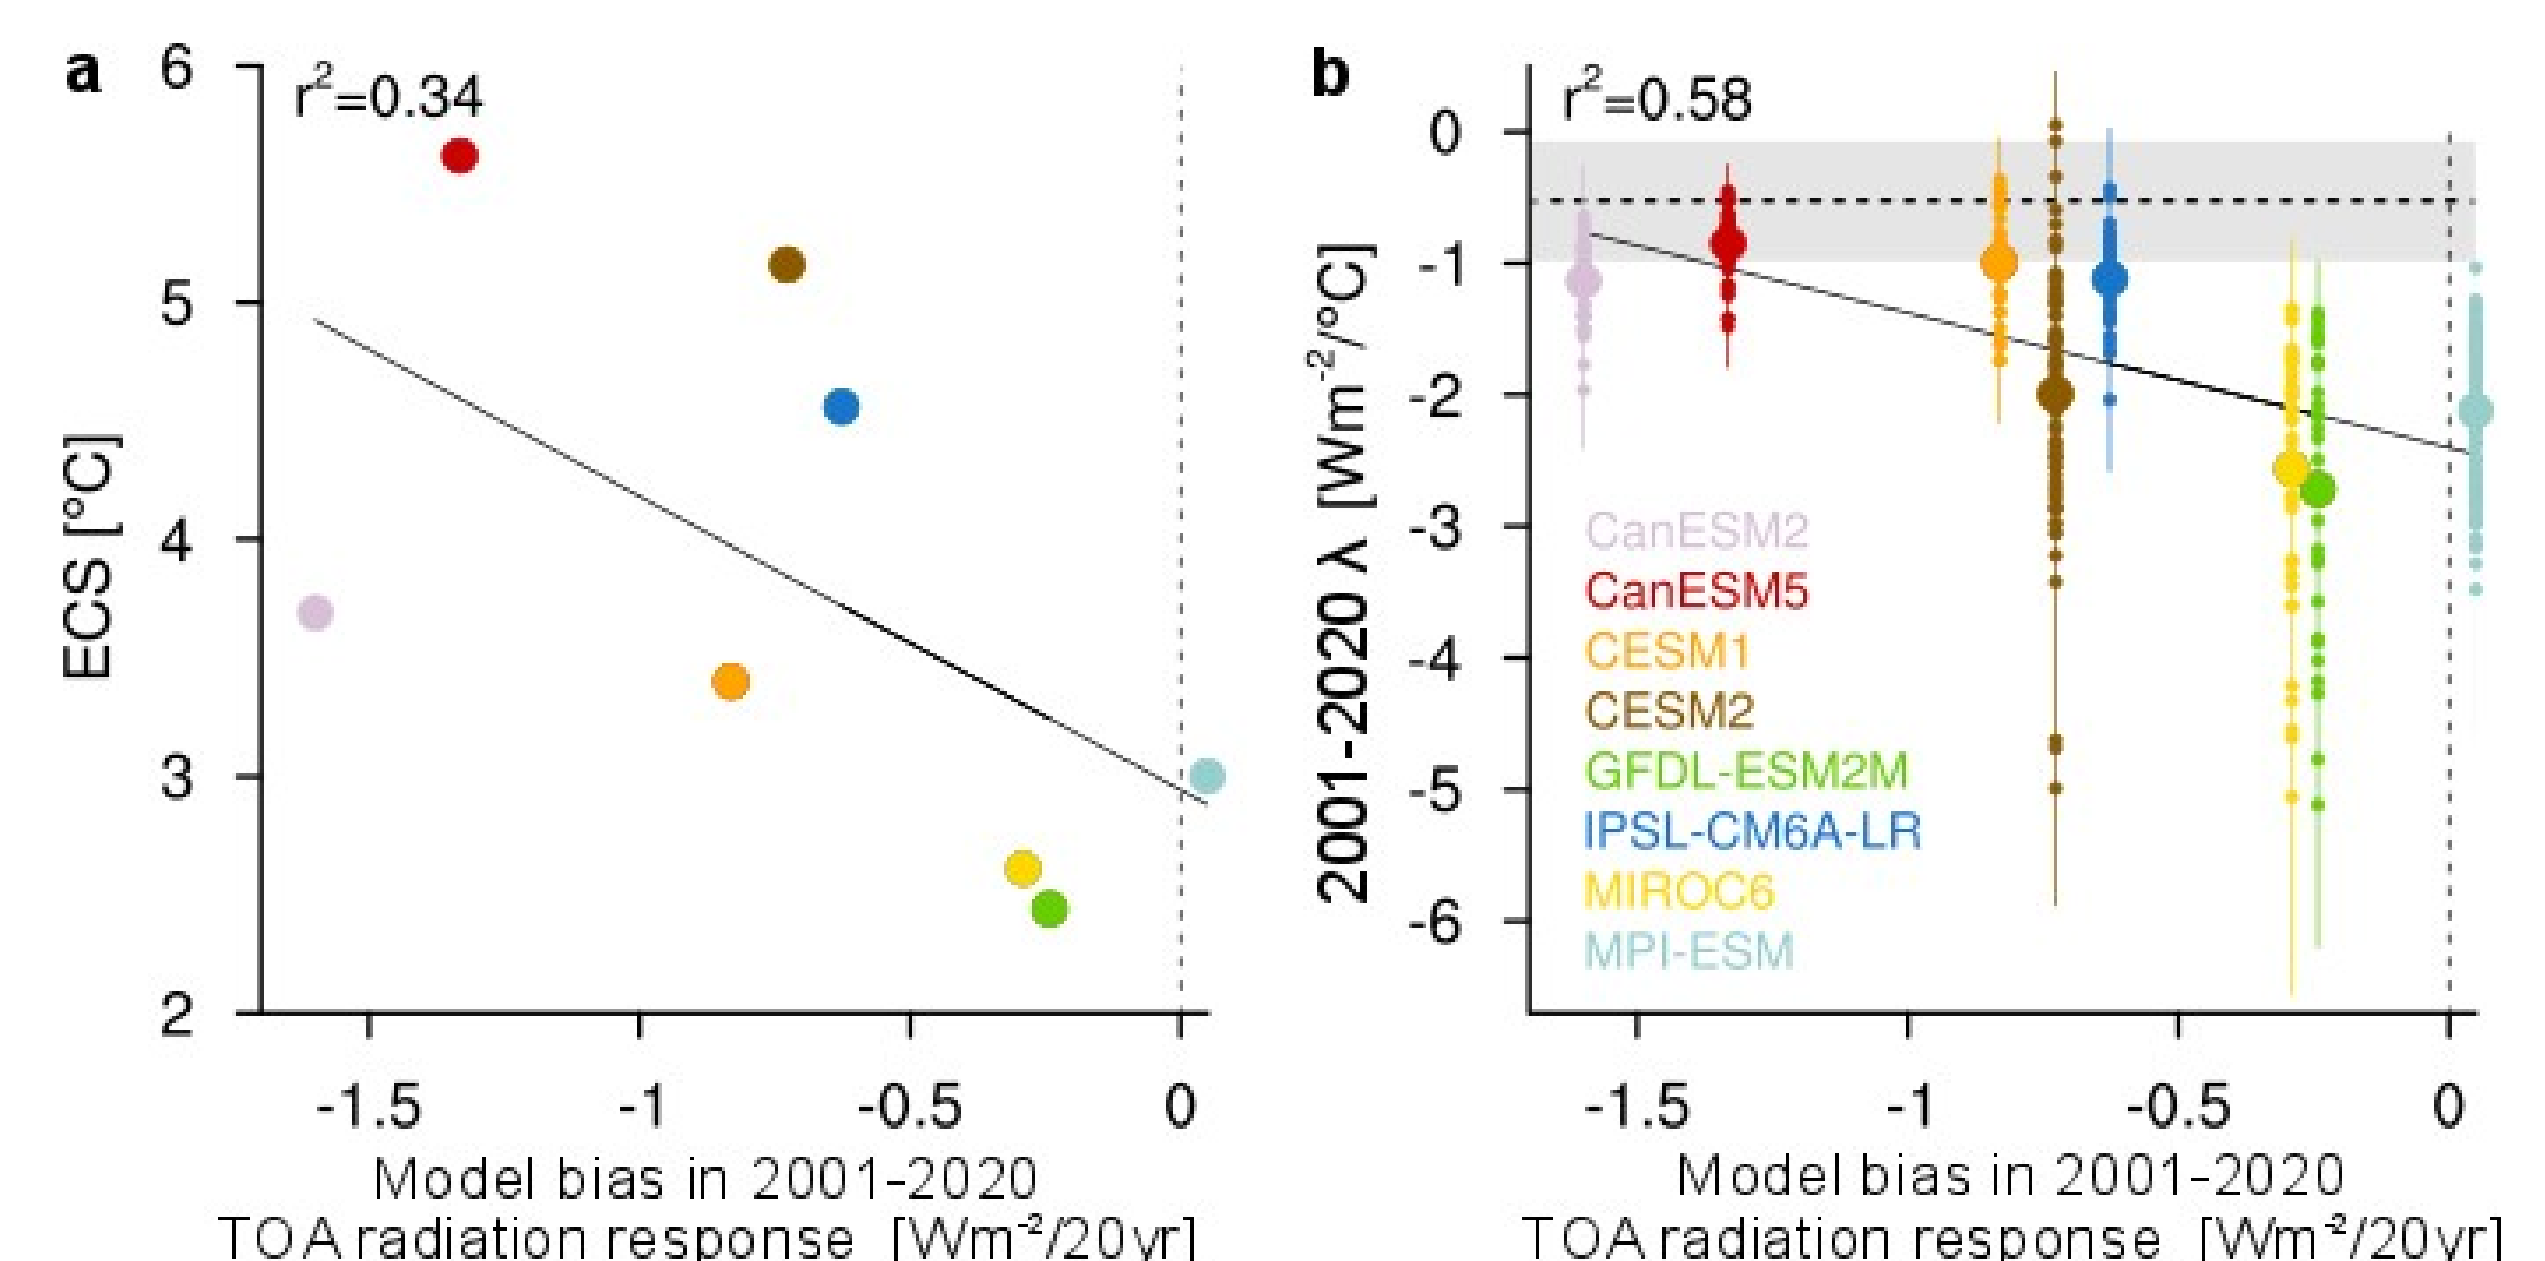 a
r²=0.34
6
5
4
3
2
ECS [°C]
-1.5 -1 -0.5 0
Model bias in 2001-2020
TOA radiation response [Wm⁻²/20yr]
b
r²=0.58
0
-1
-2
-3
-4
-5
-6
2001-2020 λ [Wm⁻²/°C]
CanESM2
CanESM5
CESM1
CESM2
GFDL-ESM2M
IPSL-CM6A-LR
MIROC6
MPI-ESM
-1.5 -1 -0.5 0
Model bias in 2001-2020
TOA radiation response [Wm⁻²/20yr]